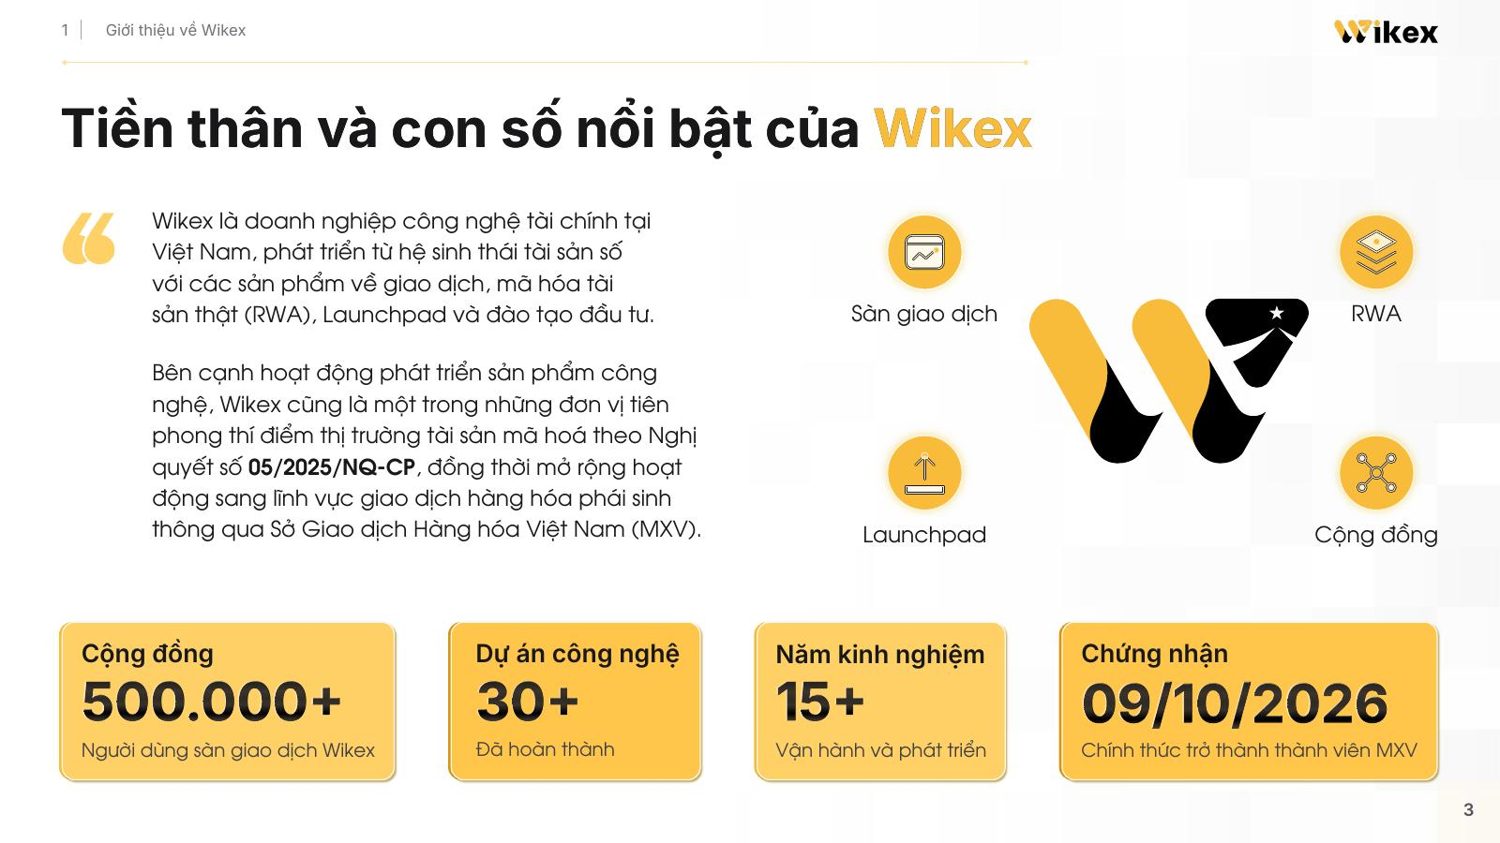 1 | Giới thiệu về Wikex
Wikex
Tiền thân và con số nổi bật của Wikex
Wikex là doanh nghiệp công nghệ tài chính tại
Việt Nam, phát triển từ hệ sinh thái tài sản số
với các sản phẩm về giao dịch, mã hóa tài
sản thật (RWA), Launchpad và đào tạo đầu tư.
Bên cạnh hoạt động phát triển sản phẩm công
nghệ, Wikex cũng là một trong những đơn vị tiên
phong thí điểm thị trường tài sản mã hoá theo Nghị
quyết số 05/2025/NQ-CP, đồng thời mở rộng hoạt
động sang lĩnh vực giao dịch hàng hóa phái sinh
thông qua Sở Giao dịch Hàng hóa Việt Nam (MXV).
Sàn giao dịch
RWA
Launchpad
Cộng đồng
Cộng đồng
500.000+
Người dùng sàn giao dịch Wikex
Dự án công nghệ
30+
Đã hoàn thành
Năm kinh nghiệm
15+
Vận hành và phát triển
Chứng nhận
09/10/2026
Chính thức trở thành thành viên MXV
3